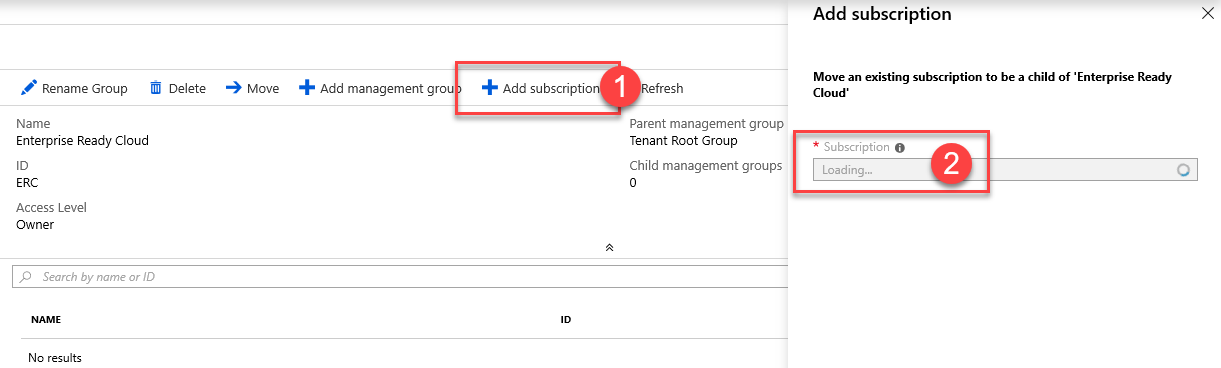 Add subscription
Rename Group Delete Move Add management group Add subscription 1 Refresh
Move an existing subscription to be a child of 'Enterprise Ready
Cloud'
Name
Enterprise Ready Cloud
Parent management group
Tenant Root Group
ID
ERC
Child management groups
0
Access Level
Owner
* Subscription
Loading... 2
Search by name or ID
NAME ID
No results